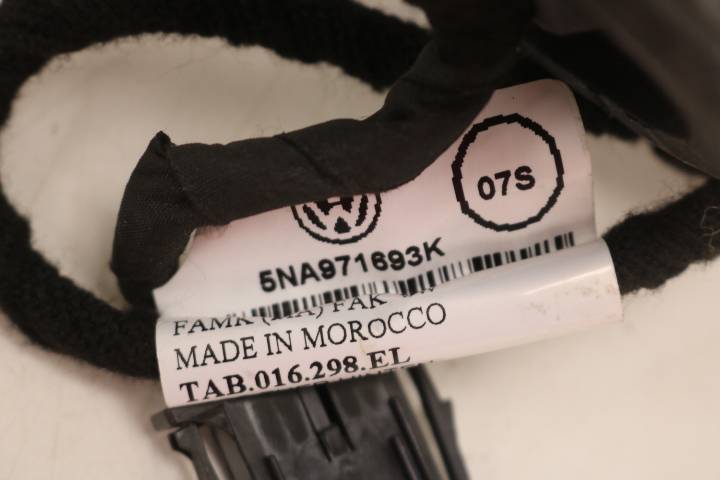 07S
5NA971693K
MADE IN MOROCCO
TAB.016.298.EL